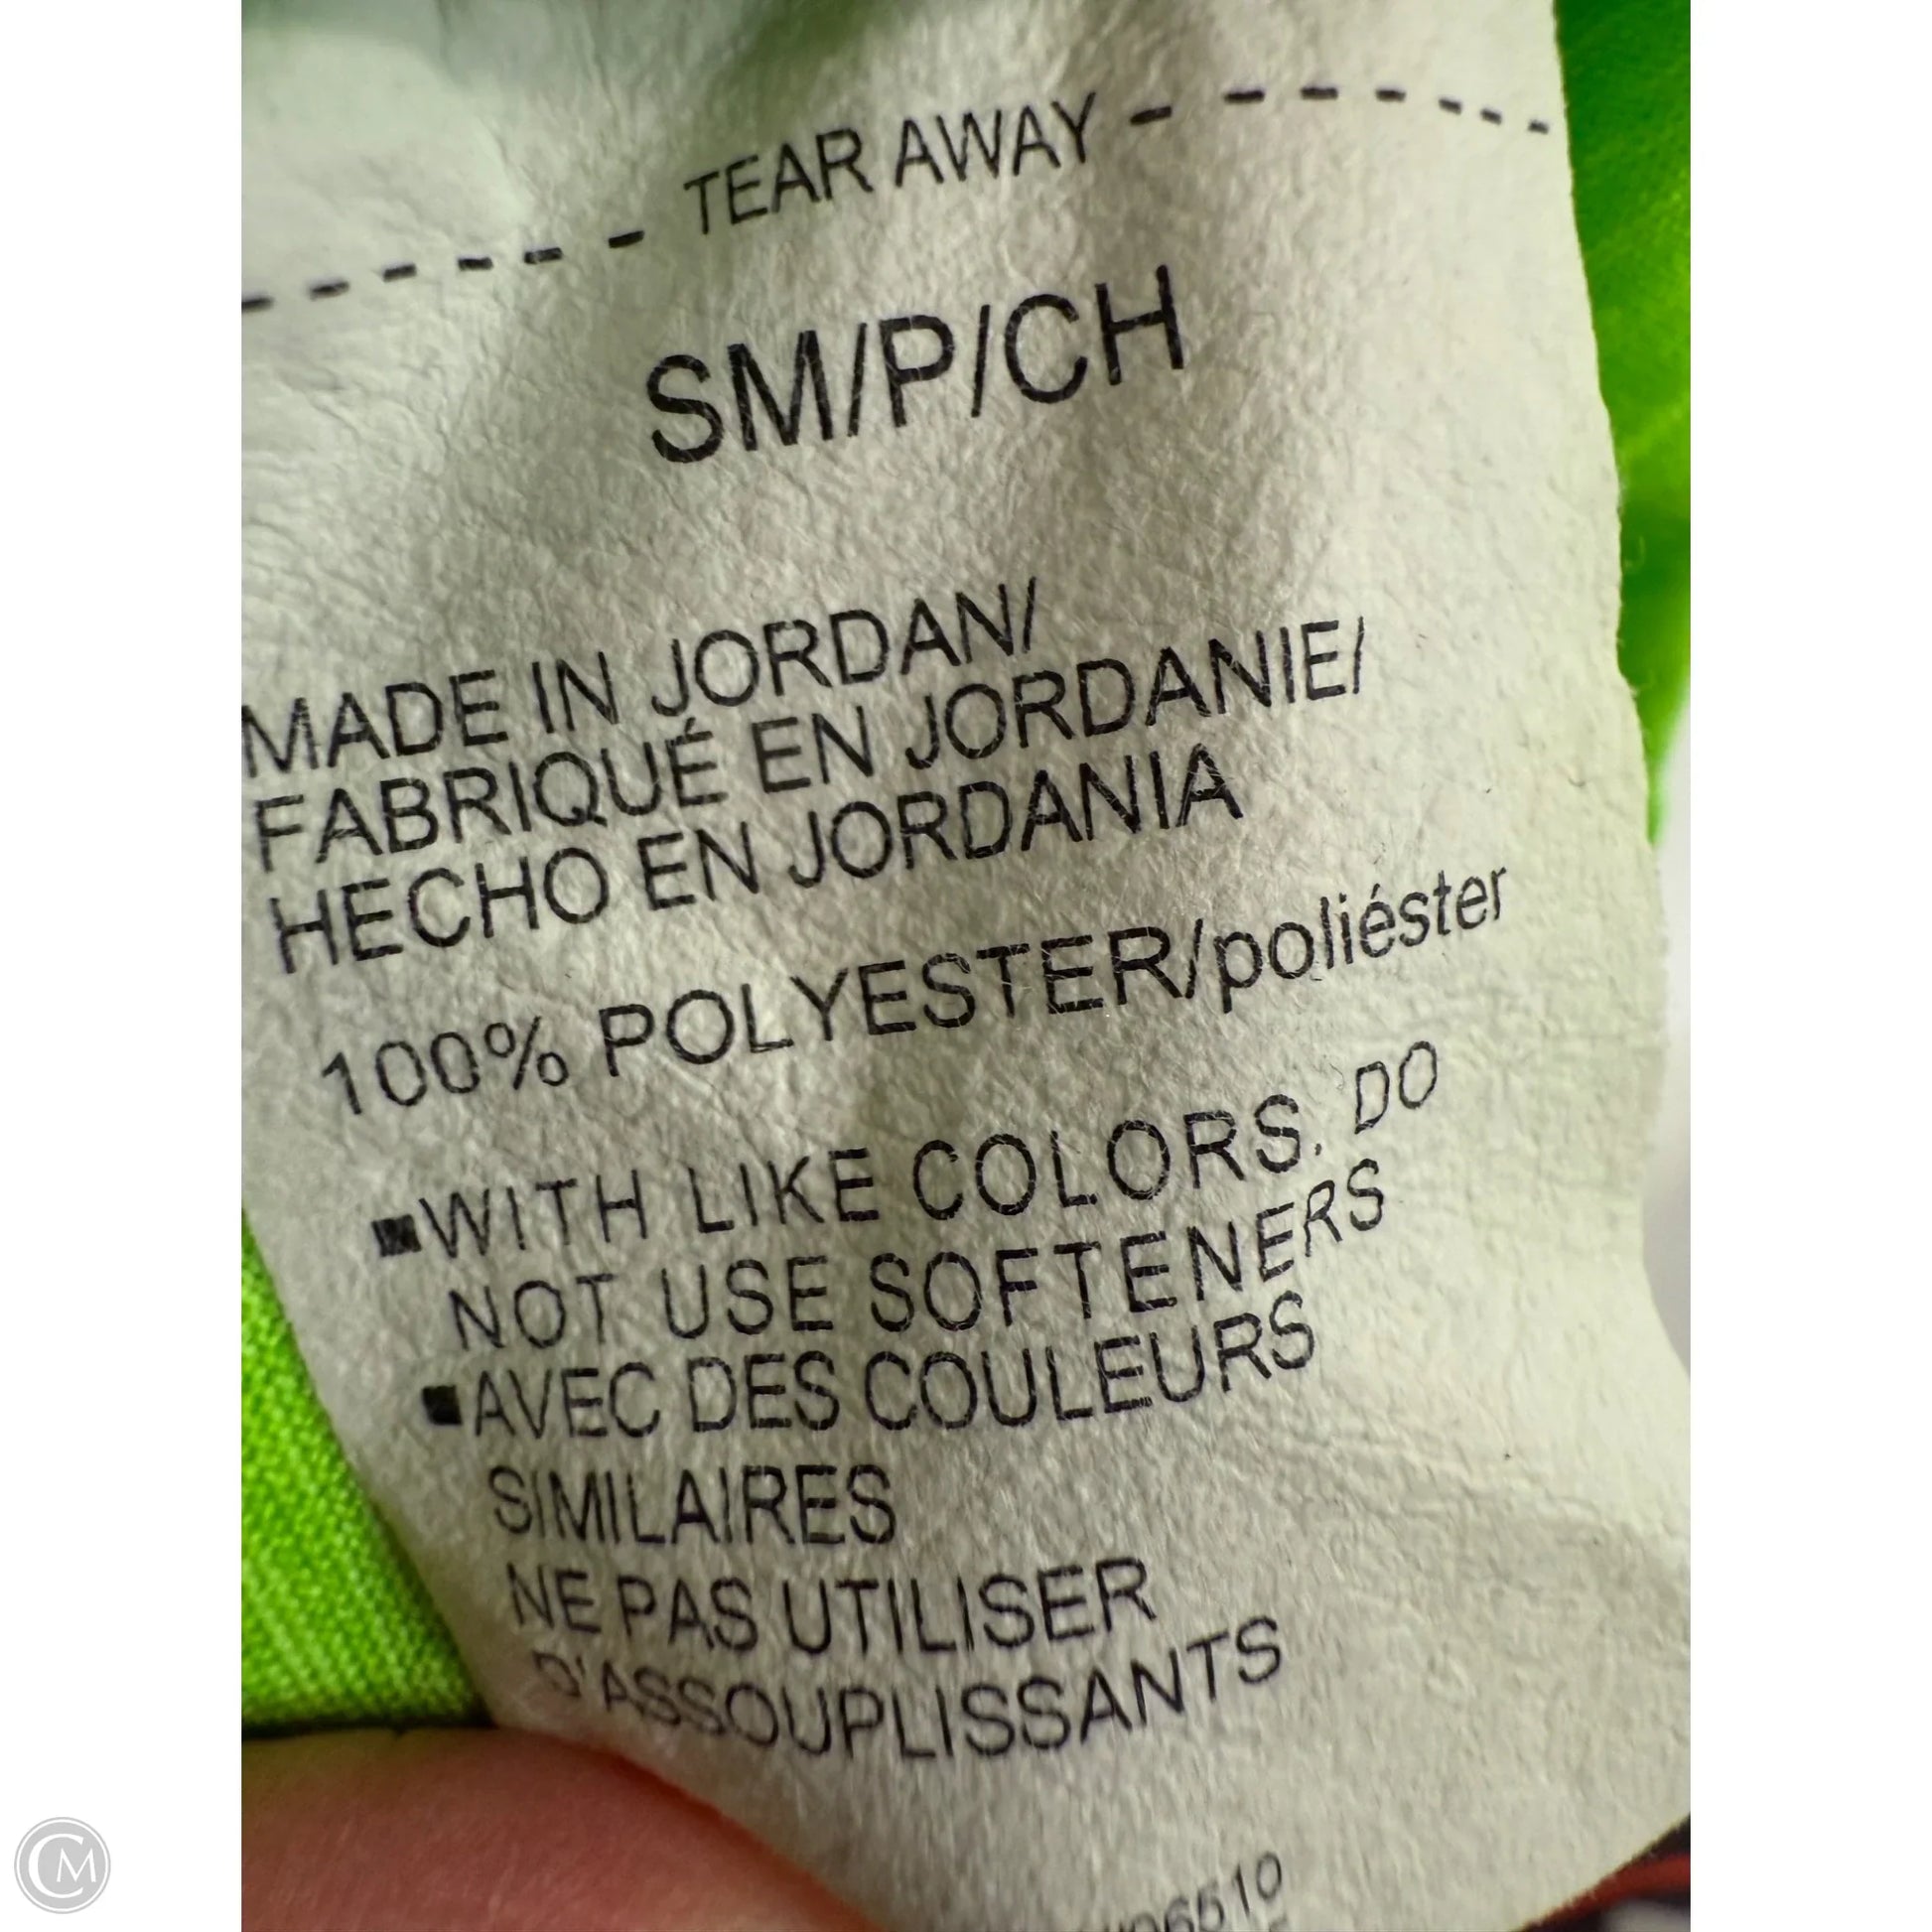 TEAR AWAY
SM/P/CH
MADE IN JORDAN/
FABRIQUÉ EN JORDANIE/
HECHO EN JORDANIA
100% POLYESTER/poliéster
▪WITH LIKE COLORS. DO
NOT USE SOFTENERS
▪AVEC DES COULEURS
SIMILAIRES
NE PAS UTILISER
D'ASSOUPLISSANTS
CM